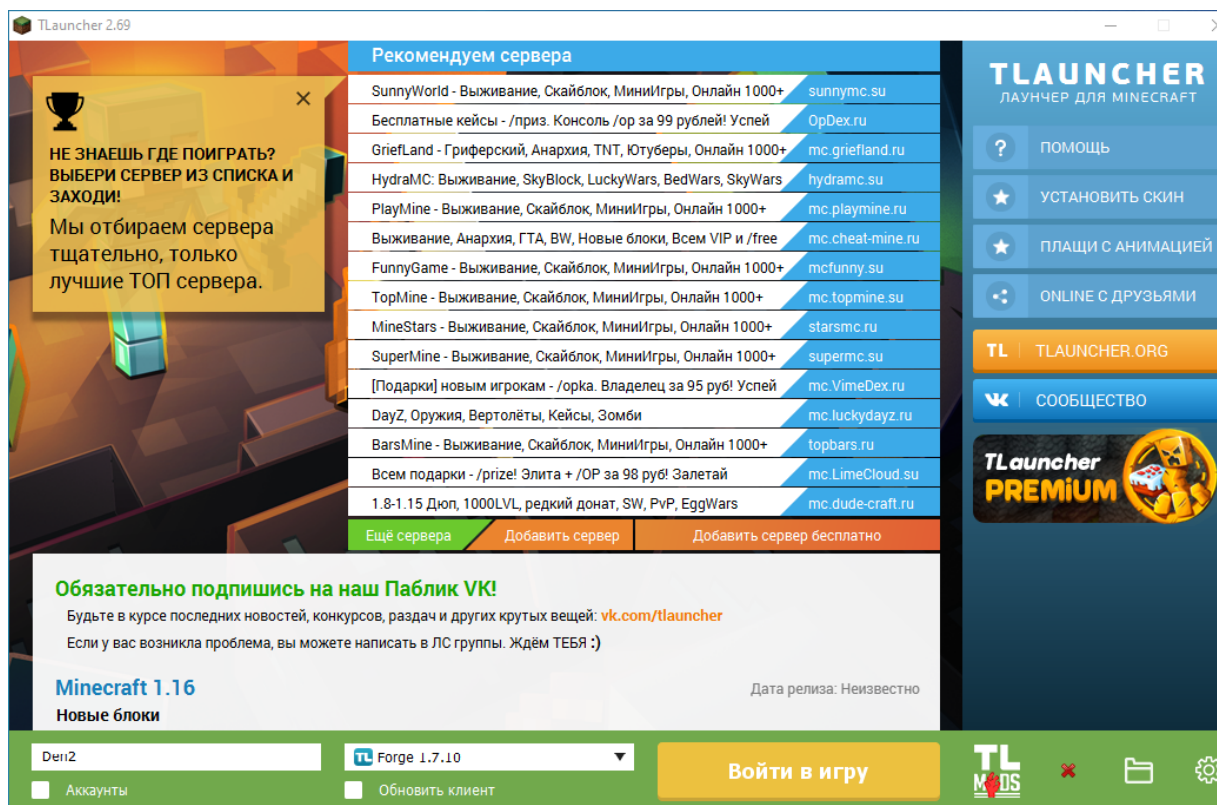 TLauncher 2.69
НЕ ЗНАЕШЬ ГДЕ ПОИГРАТЬ?
ВЫБЕРИ СЕРВЕР ИЗ СПИСКА И
ЗАХОДИ!
Мы отбираем сервера
тщательно, только
лучшие ТОП сервера.
Рекомендуем сервера
SunnyWorld - Выживание, Скайблок, МиниИгры, Онлайн 1000+ sunnymc.su
Бесплатные кейсы - /приз. Консоль /op за 99 рублей! Успей OpDex.ru
GriefLand - Гриферский, Анархия, TNT, Ютуберы, Онлайн 1000+ mc.griefland.ru
HydraMC: Выживание, SkyBlock, LuckyWars, BedWars, SkyWars hydramc.su
PlayMine - Выживание, Скайблок, МиниИгры, Онлайн 1000+ mc.playmine.ru
Выживание, Анархия, ГТА, BW, Новые блоки, Всем VIP и /free mc.cheat-mine.ru
FunnyGame - Выживание, Скайблок, МиниИгры, Онлайн 1000+ mcfunny.su
TopMine - Выживание, Скайблок, МиниИгры, Онлайн 1000+ mc.topmine.su
MineStars - Выживание, Скайблок, МиниИгры, Онлайн 1000+ starsmc.ru
SuperMine - Выживание, Скайблок, МиниИгры, Онлайн 1000+ supermc.su
[Подарки] новым игрокам - /opka. Владелец за 95 руб! Успей mc.VimeDex.ru
DayZ, Оружия, Вертолёты, Кейсы, Зомби mc.luckydayz.ru
BarsMine - Выживание, Скайблок, МиниИгры, Онлайн 1000+ topbars.ru
Всем подарки - /prize! Элита + /OP за 98 руб! Залетай mc.LimeCloud.su
1.8-1.15 Дюп, 1000LVL, редкий донат, SW, PvP, EggWars mc.dude-craft.ru
Ещё сервера Добавить сервер Добавить сервер бесплатно
TLAUNCHER
ЛАУНЧЕР ДЛЯ MINECRAFT
ПОМОЩЬ
УСТАНОВИТЬ СКИН
ПЛАЩИ С АНИМАЦИЕЙ
ONLINE С ДРУЗЬЯМИ
TL TLAUNCHER.ORG
СООБЩЕСТВО
TLauncher
PREMIUM
Обязательно подпишись на наш Паблик VK!
Будьте в курсе последних новостей, конкурсов, раздач и других крутых вещей: vk.com/tlauncher
Если у вас возникла проблема, вы можете написать в ЛС группы. Ждём ТЕБЯ :)
Minecraft 1.16 Дата релиза: Неизвестно
Новые блоки
Den2 TL Forge 1.7.10 Войти в игру TL MODS
Аккаунты Обновить клиент